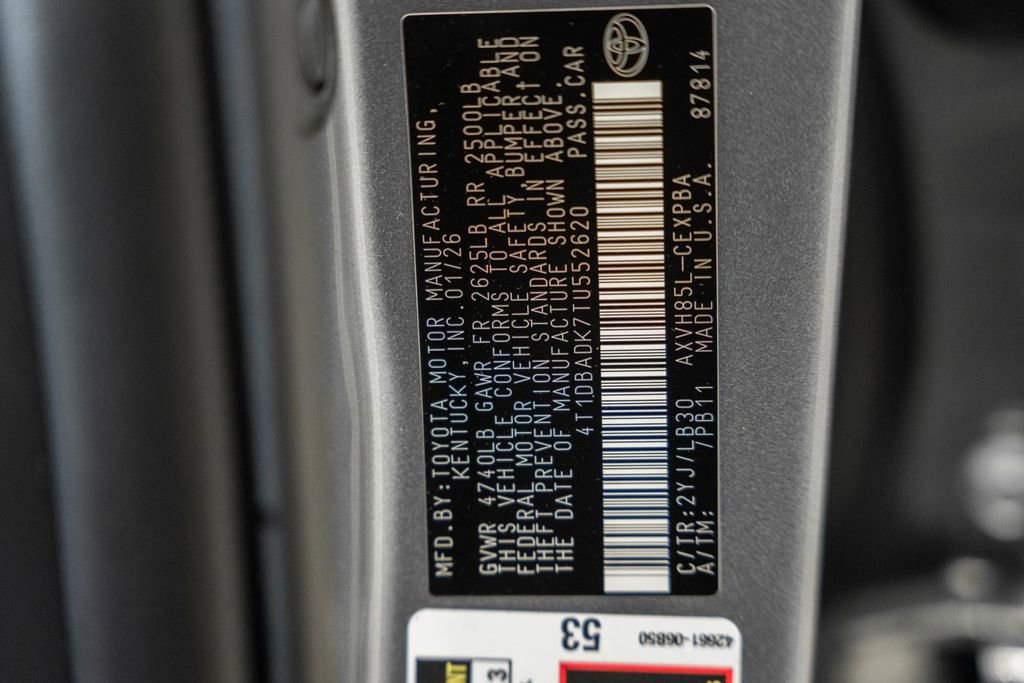 MFD.BY:TOYOTA MOTOR MANUFACTURING,
KENTUCKY,INC.01/26
GVWR 4740LB GAWR FR 2625LB RR 2500LB
THIS VEHICLE CONFORMS TO ALL APPLICABLE
FEDERAL MOTOR VEHICLE SAFETY,BUMPER,AND
THEFT PREVENTION STANDARDS IN EFFECT ON
THE DATE OF MANUFACTURE SHOWN ABOVE.
4T1DBADK7TU552620 PASS.CAR
C/TR:2YJ/LB30 AXVH85L-CEXPBA
A/TM: 7PB11 MADE IN U.S.A. 87814
53
42661-06B50
3